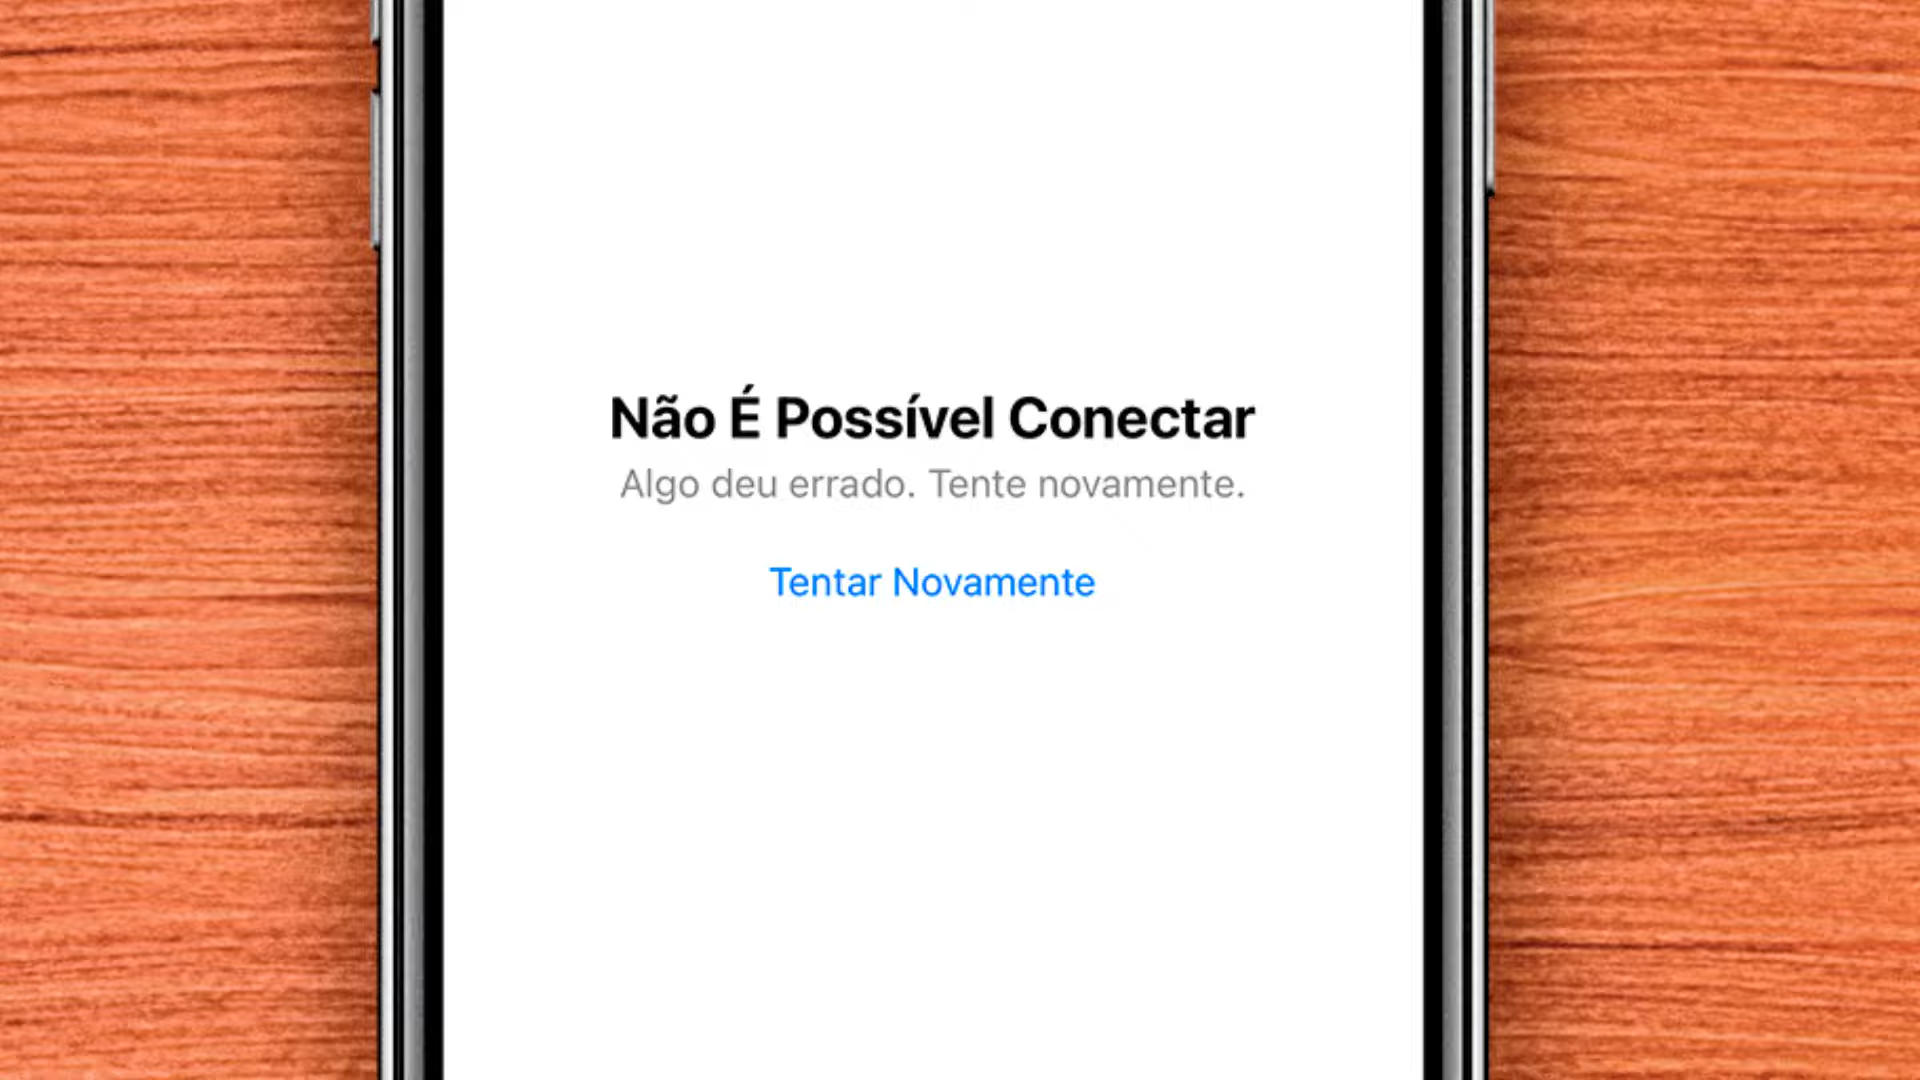 Não É Possível Conectar
Algo deu errado. Tente novamente.
Tentar Novamente